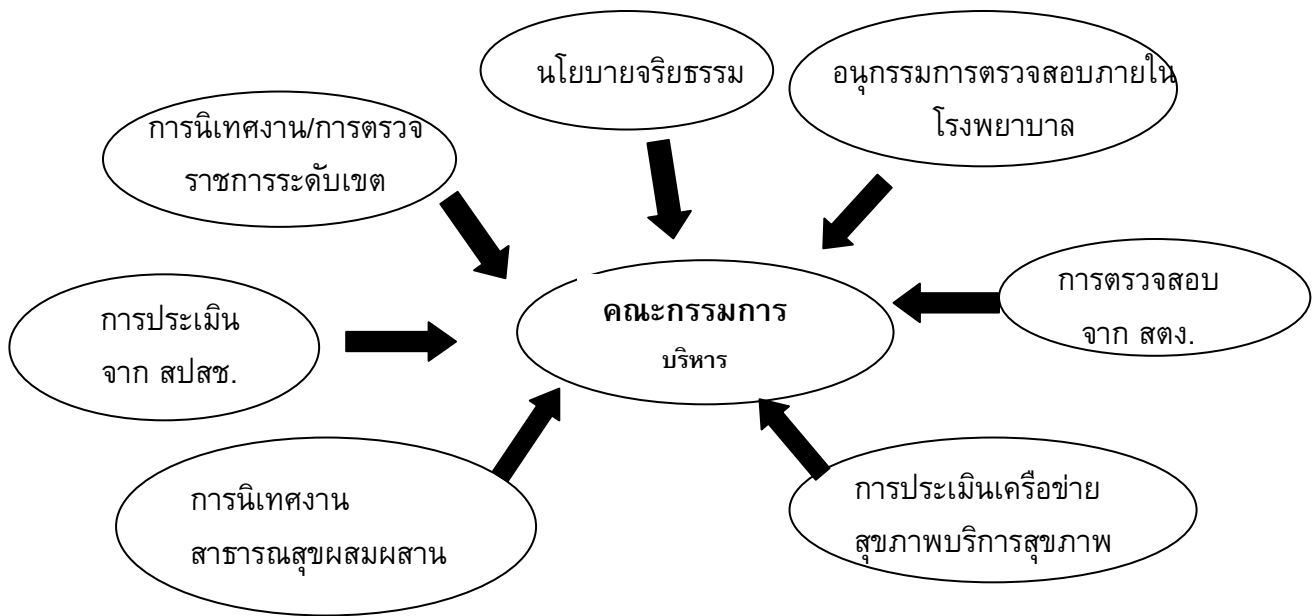 นโยบายจริยธรรม
อนุกรรมการตรวจสอบภายใน
โรงพยาบาล
การนิเทศงาน/การตรวจ
ราชการระดับเขต
การตรวจสอบ
จาก สตง.
คณะกรรมการ
บริหาร
การประเมิน
จาก สปสช.
การนิเทศงาน
สาธารณสุขผสมผสาน
การประเมินเครือข่าย
สุขภาพบริการสุขภาพ